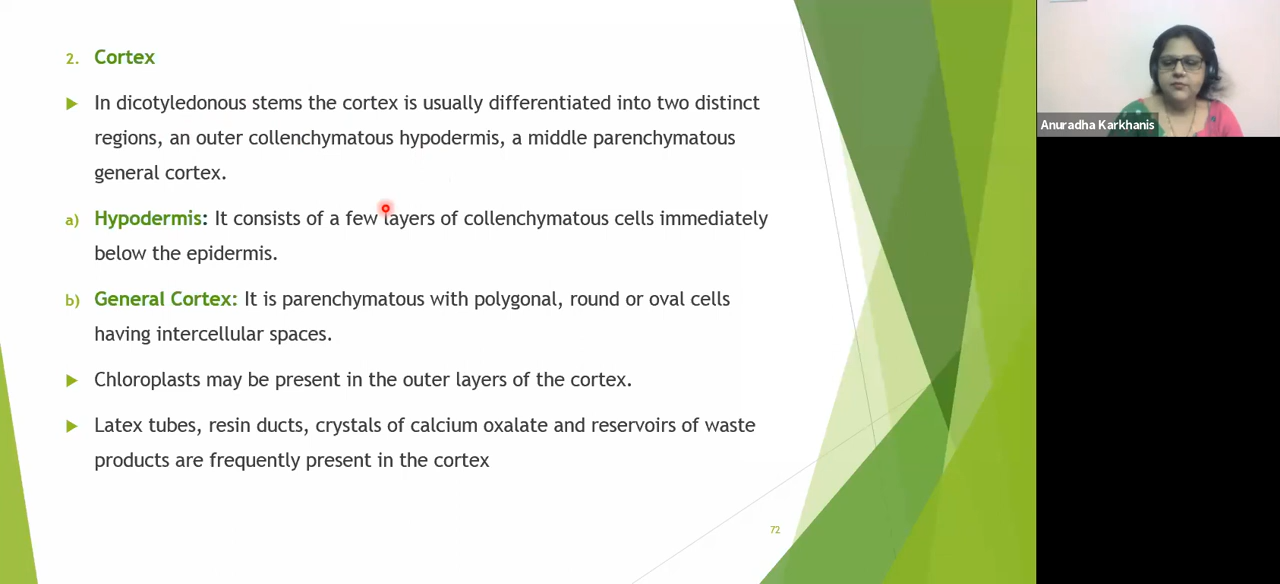 2. Cortex
In dicotyledonous stems the cortex is usually differentiated into two distinct
regions, an outer collenchymatous hypodermis, a middle parenchymatous
general cortex.
a) Hypodermis: It consists of a few layers of collenchymatous cells immediately
below the epidermis.
b) General Cortex: It is parenchymatous with polygonal, round or oval cells
having intercellular spaces.
Chloroplasts may be present in the outer layers of the cortex.
Latex tubes, resin ducts, crystals of calcium oxalate and reservoirs of waste
products are frequently present in the cortex
72
Anuradha Karkhanis